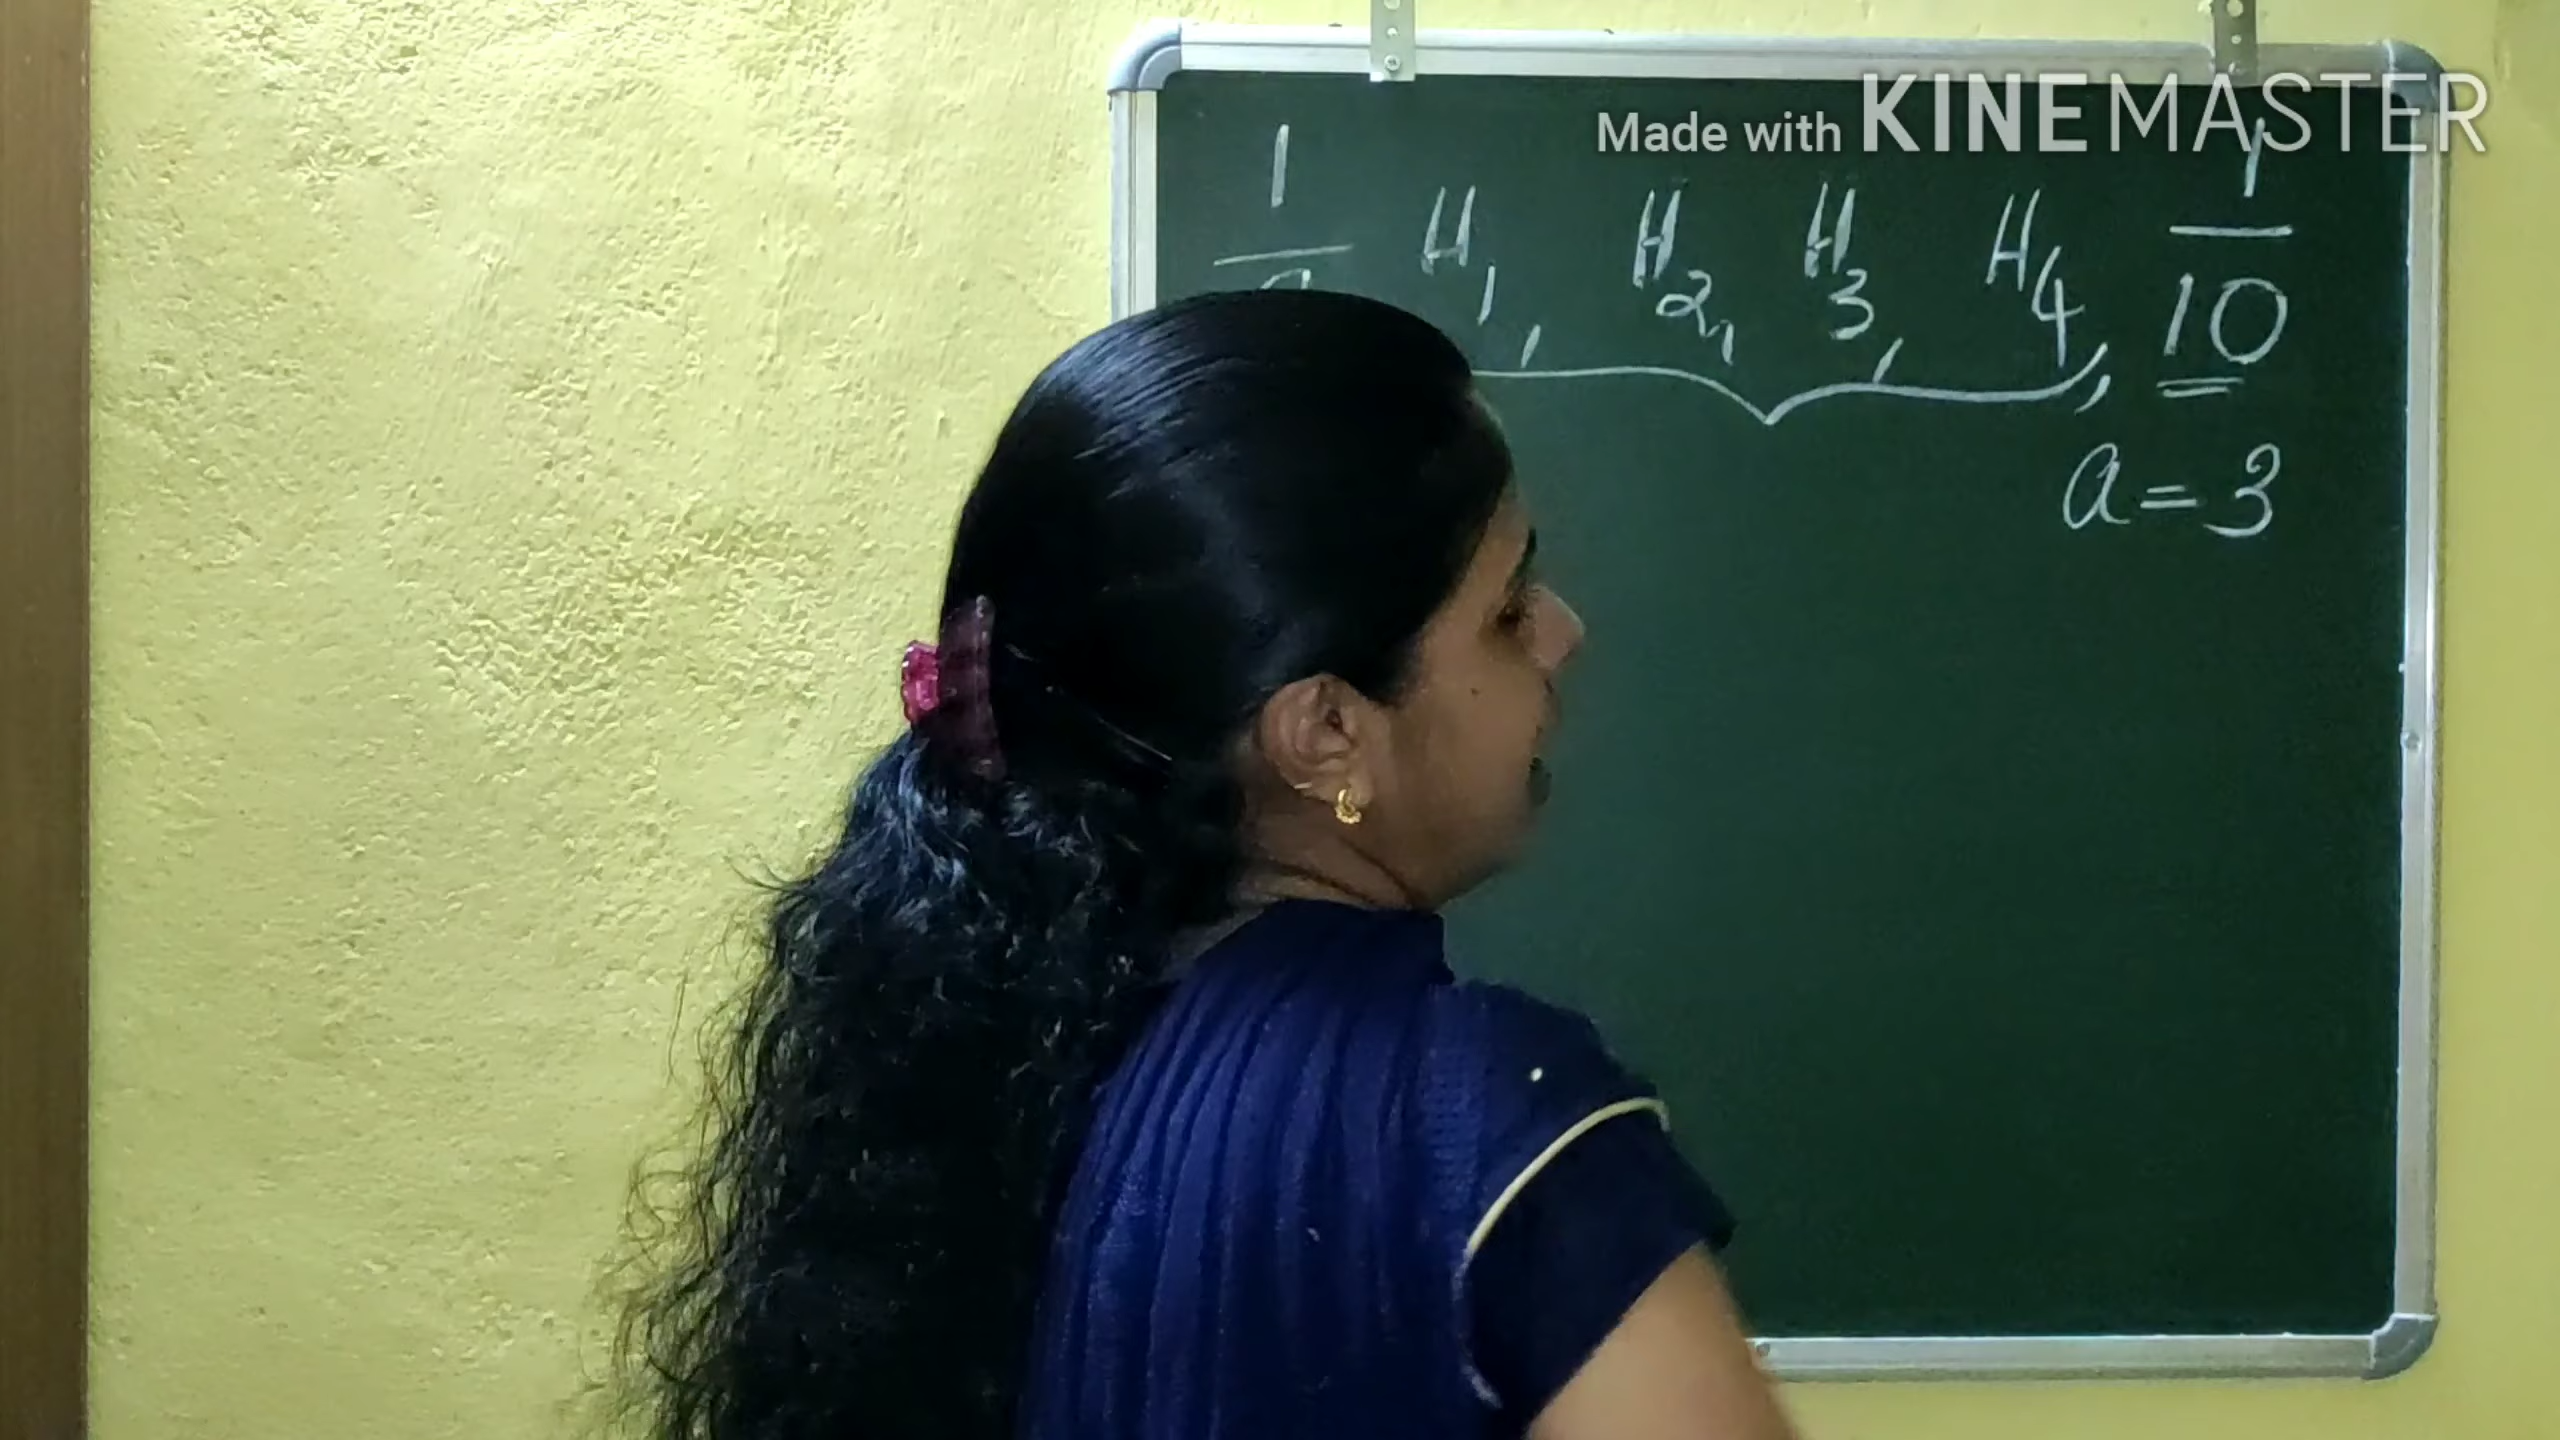 Made with KINEMASTER
1 H1, H2, H3, H4, 1/10
a = 3